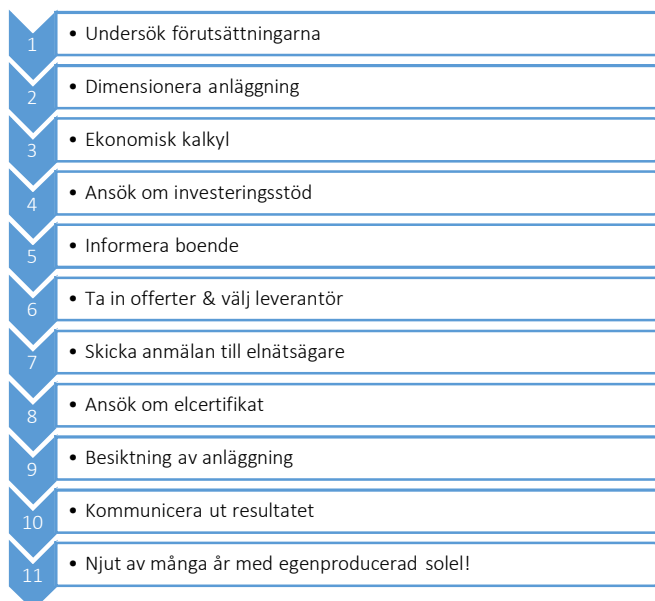 1 • Undersök förutsättningarna
2 • Dimensionera anläggning
3 • Ekonomisk kalkyl
4 • Ansök om investeringsstöd
5 • Informera boende
6 • Ta in offerter & välj leverantör
7 • Skicka anmälan till elnätsägare
8 • Ansök om elcertifikat
9 • Besiktning av anläggning
10 • Kommunicera ut resultatet
11 • Njut av många år med egenproducerad solel!